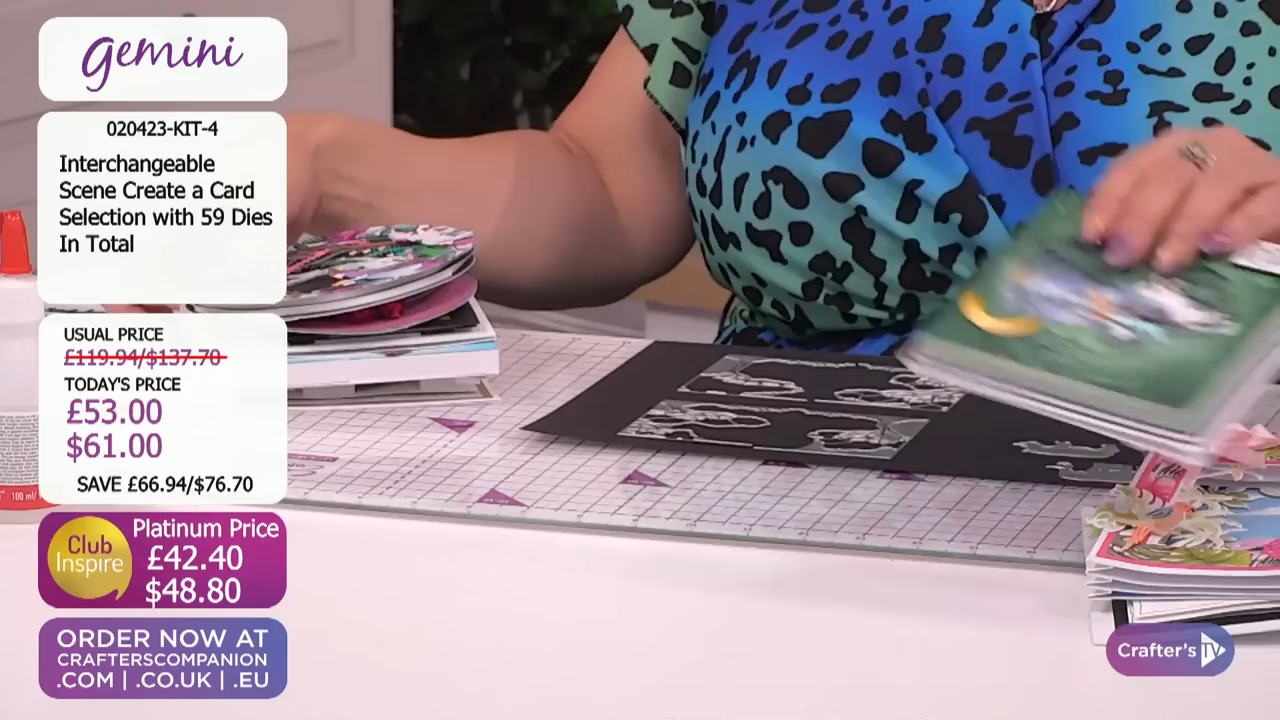 gemini
020423-KIT-4
Interchangeable
Scene Create a Card
Selection with 59 Dies
In Total
USUAL PRICE
£119.94/$137.70
TODAY'S PRICE
£53.00
$61.00
SAVE £66.94/$76.70
Club
Inspire
Platinum Price
£42.40
$48.80
ORDER NOW AT
CRAFTERSCOMPANION
.COM | .CO.UK | .EU
100 ml
Crafter's TV